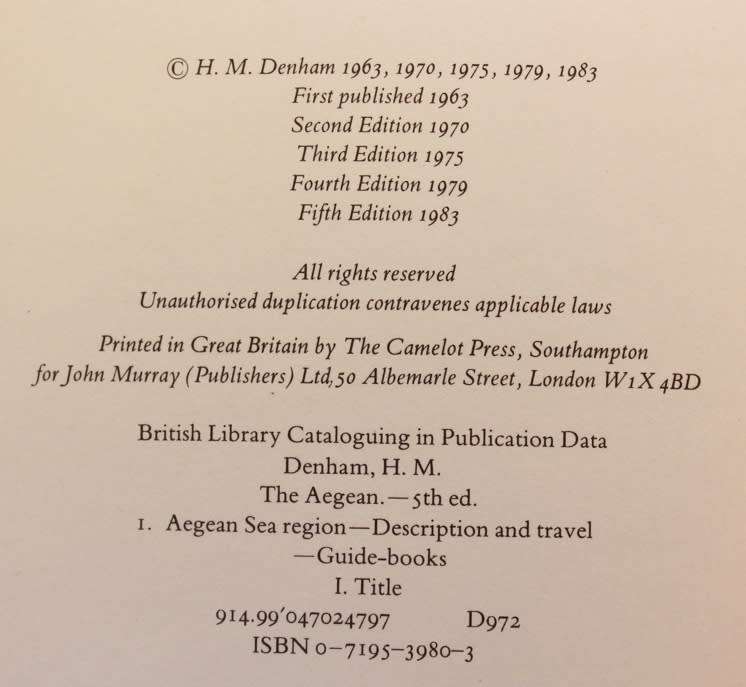 © H. M. Denham 1963, 1970, 1975, 1979, 1983
First published 1963
Second Edition 1970
Third Edition 1975
Fourth Edition 1979
Fifth Edition 1983
All rights reserved
Unauthorised duplication contravenes applicable laws
Printed in Great Britain by The Camelot Press, Southampton
for John Murray (Publishers) Ltd, 50 Albemarle Street, London W1X 4BD
British Library Cataloguing in Publication Data
Denham, H. M.
The Aegean.—5th ed.
1. Aegean Sea region—Description and travel
—Guide-books
I. Title
914.99′047024797 D972
ISBN 0–7195–3980–3